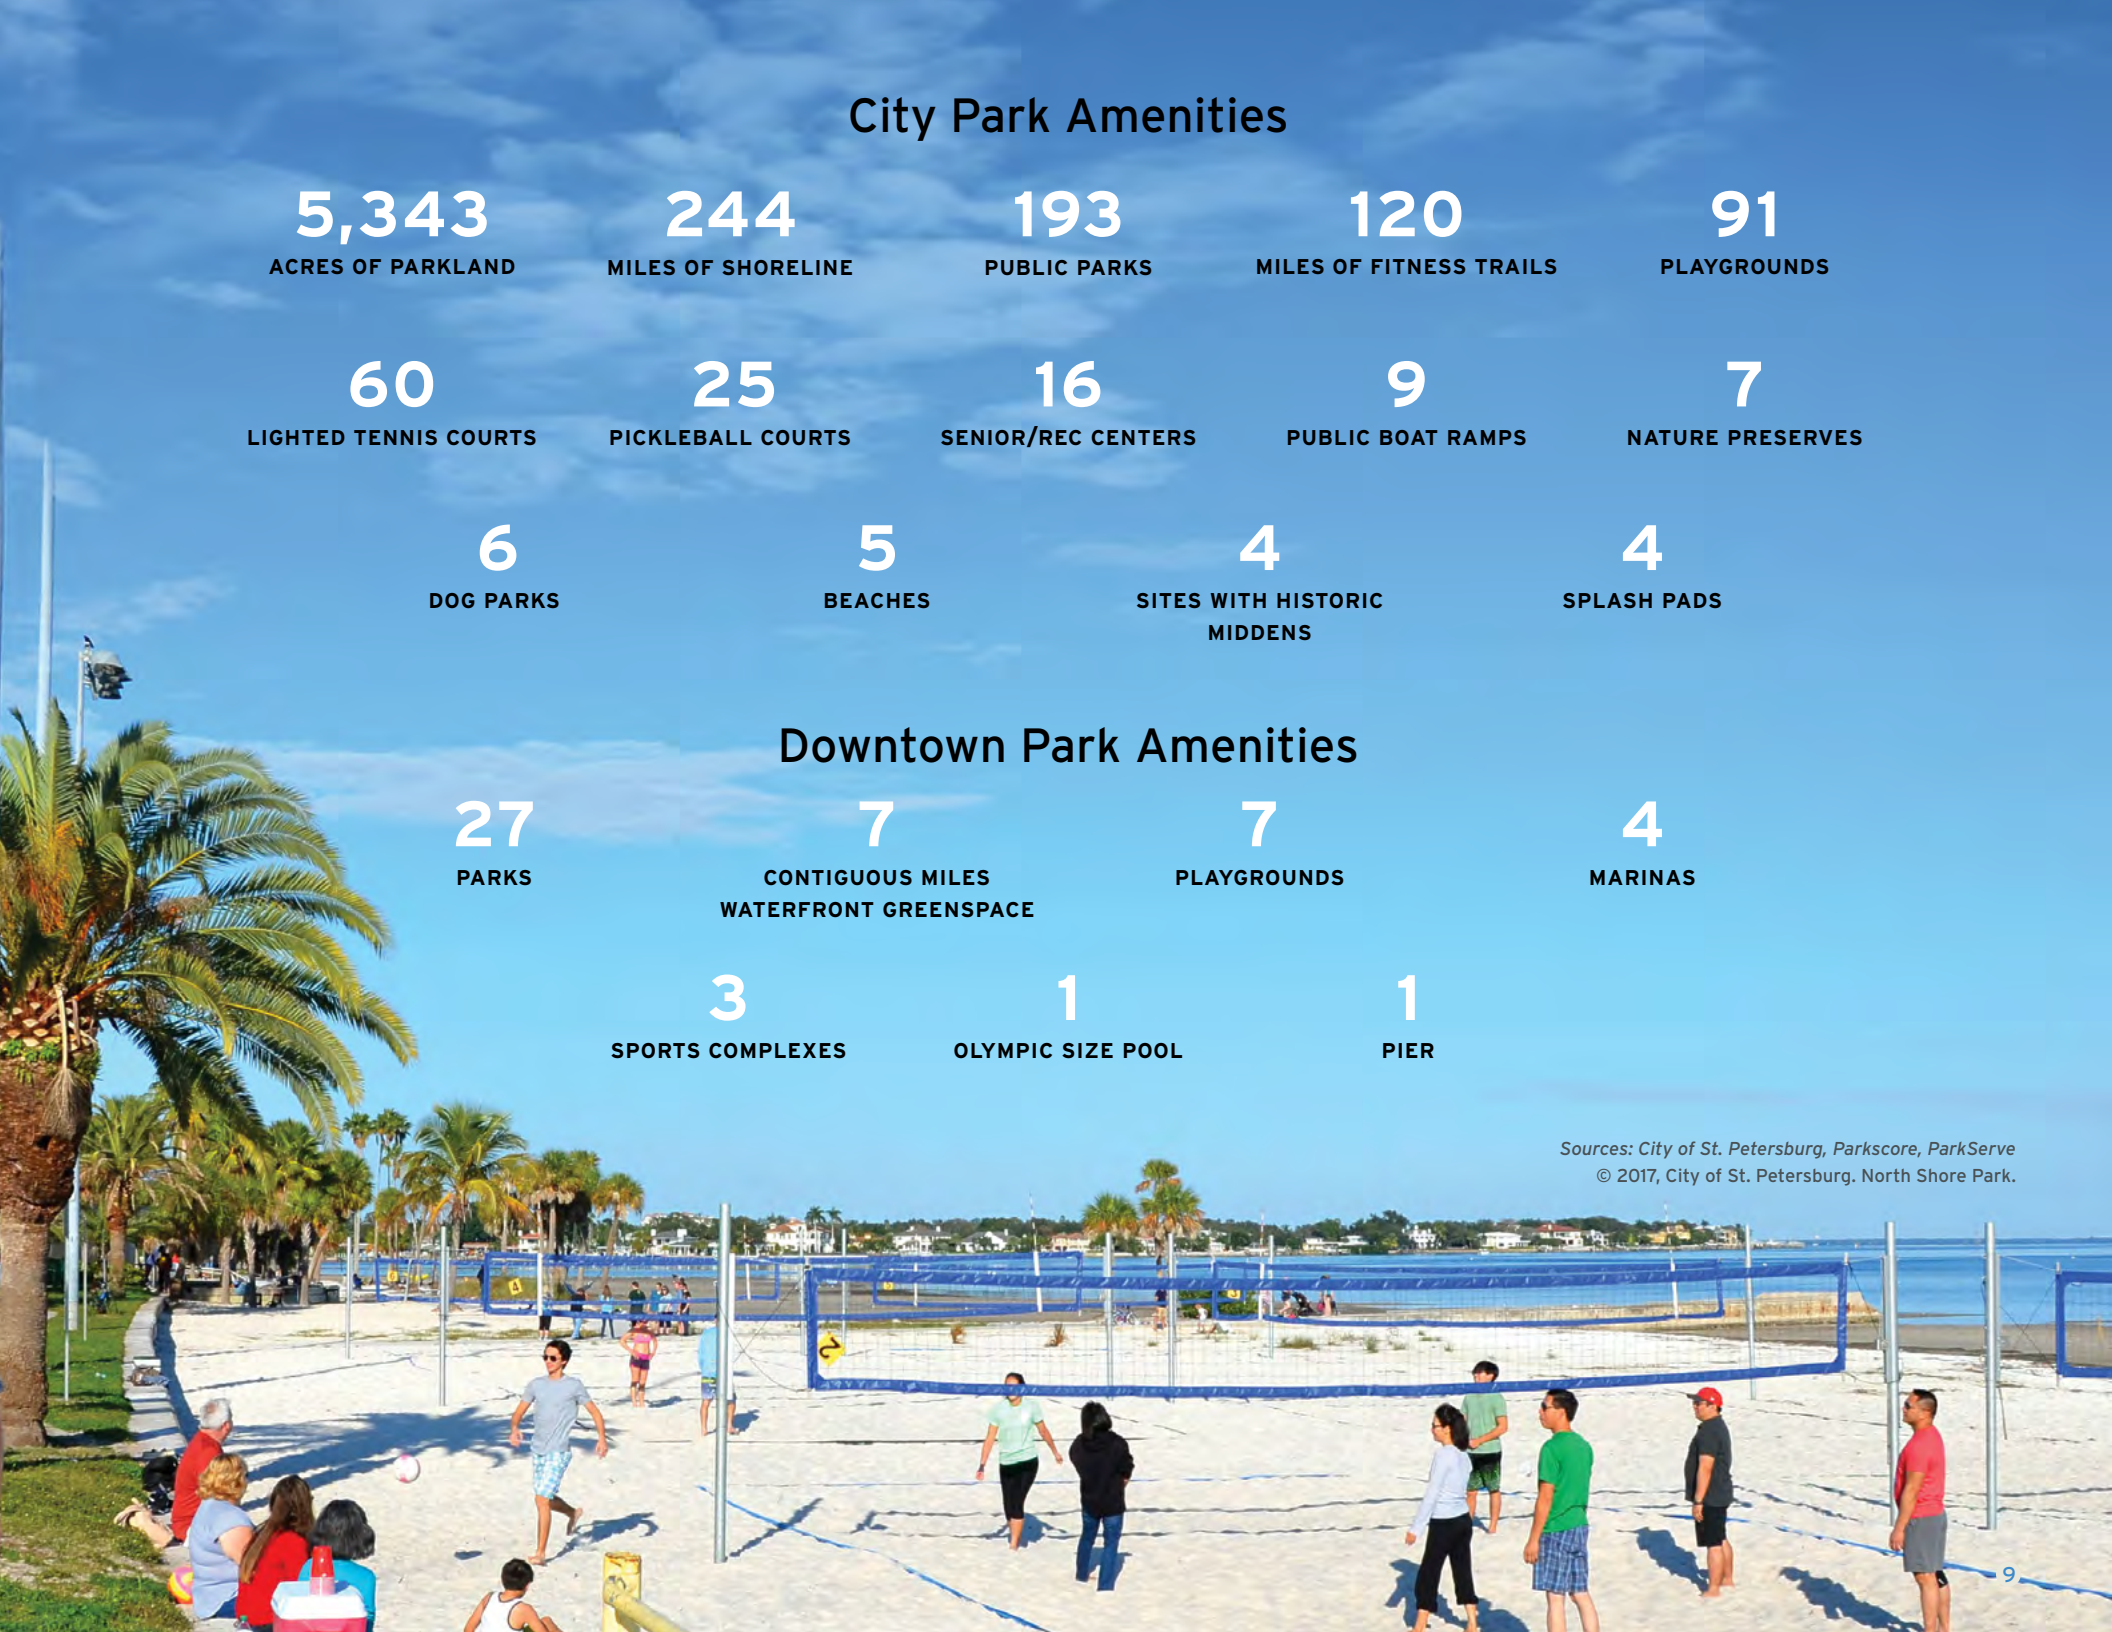 City Park Amenities
5,343
ACRES OF PARKLAND
244
MILES OF SHORELINE
193
PUBLIC PARKS
120
MILES OF FITNESS TRAILS
91
PLAYGROUNDS
60
LIGHTED TENNIS COURTS
25
PICKLEBALL COURTS
16
SENIOR/REC CENTERS
9
PUBLIC BOAT RAMPS
7
NATURE PRESERVES
6
DOG PARKS
5
BEACHES
4
SITES WITH HISTORIC
MIDDENS
4
SPLASH PADS
Downtown Park Amenities
27
PARKS
7
CONTIGUOUS MILES
WATERFRONT GREENSPACE
7
PLAYGROUNDS
4
MARINAS
3
SPORTS COMPLEXES
1
OLYMPIC SIZE POOL
1
PIER
Sources: City of St. Petersburg, Parkscore, ParkServe
© 2017, City of St. Petersburg. North Shore Park.
4
2
9